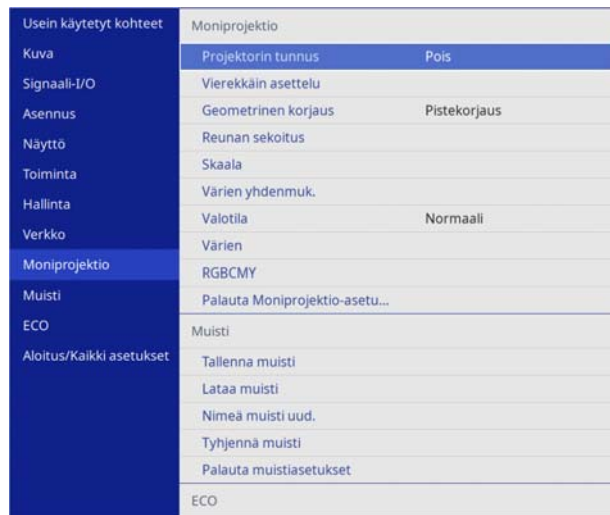 Usein käytetyt kohteet
Kuva
Signaali-I/O
Asennus
Näyttö
Toiminta
Hallinta
Verkko
Moniprojektio
Muisti
ECO
Aloitus/Kaikki asetukset
Moniprojektio
Projektorin tunnus Pois
Vierekkäin asettelu
Geometrinen korjaus Pistekorjaus
Reunan sekoitus
Skaala
Värien yhdenmuk.
Valotila Normaali
Värien
RGBCMY
Palauta Moniprojektio-asetu...
Muisti
Tallenna muisti
Lataa muisti
Nimeä muisti uud.
Tyhjennä muisti
Palauta muistiasetukset
ECO